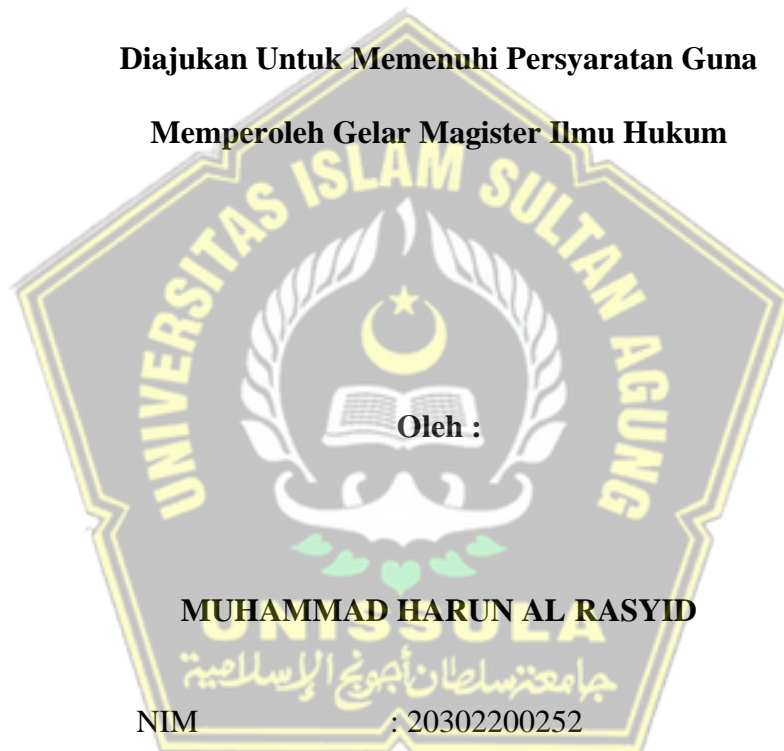 Diajukan Untuk Memenuhi Persyaratan Guna
Memperoleh Gelar Magister Ilmu Hukum
UNIVERSITAS ISLAM SULTAN AGUNG
Oleh :
MUHAMMAD HARUN AL RASYID
UNISSULA
جامعة سلطان أجونج الإسلامية
NIM : 20302200252